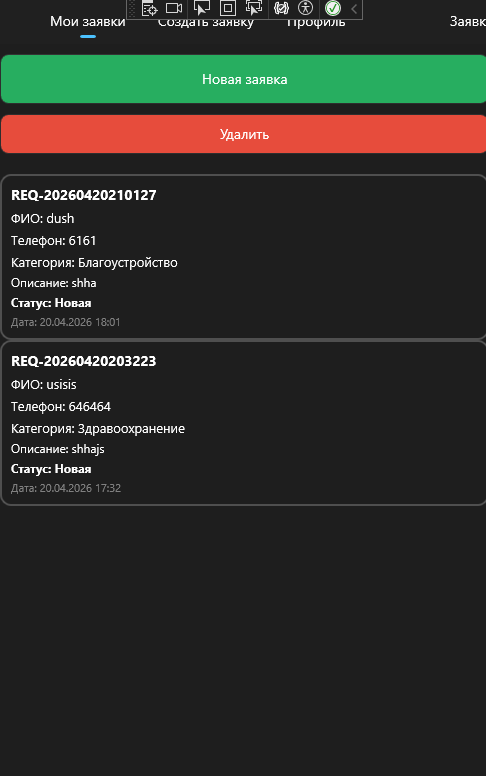 Мои заявки Создать заявку Профиль Заявк
Новая заявка
Удалить
REQ-20260420210127
ФИО: dush
Телефон: 6161
Категория: Благоустройство
Описание: shha
Статус: Новая
Дата: 20.04.2026 18:01
REQ-20260420203223
ФИО: usisis
Телефон: 646464
Категория: Здравоохранение
Описание: shhajs
Статус: Новая
Дата: 20.04.2026 17:32